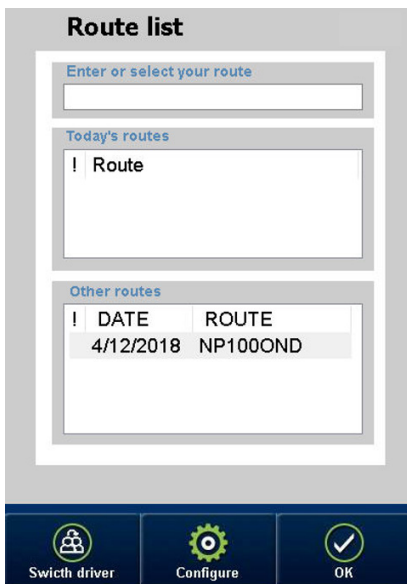 Route list
Enter or select your route
Today's routes
! Route
Other routes
! DATE ROUTE
4/12/2018 NP100OND
Swicth driver Configure OK